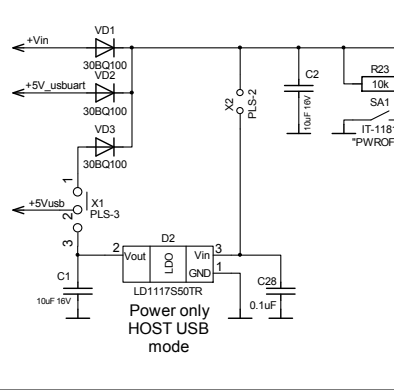 +Vin
VD1
30BQ100
+5V_usbuart
VD2
30BQ100
VD3
30BQ100
C2
10uF 16V
R23
10k
SA1
IT-1181
"PWROF
X2
PLS-2
1
+5Vusb
2
X1
PLS-3
3
D2
2
Vout
LDO
Vin
3
GND
1
LD1117S50TR
C1
10uF 16V
C28
0.1uF
Power only
HOST USB
mode